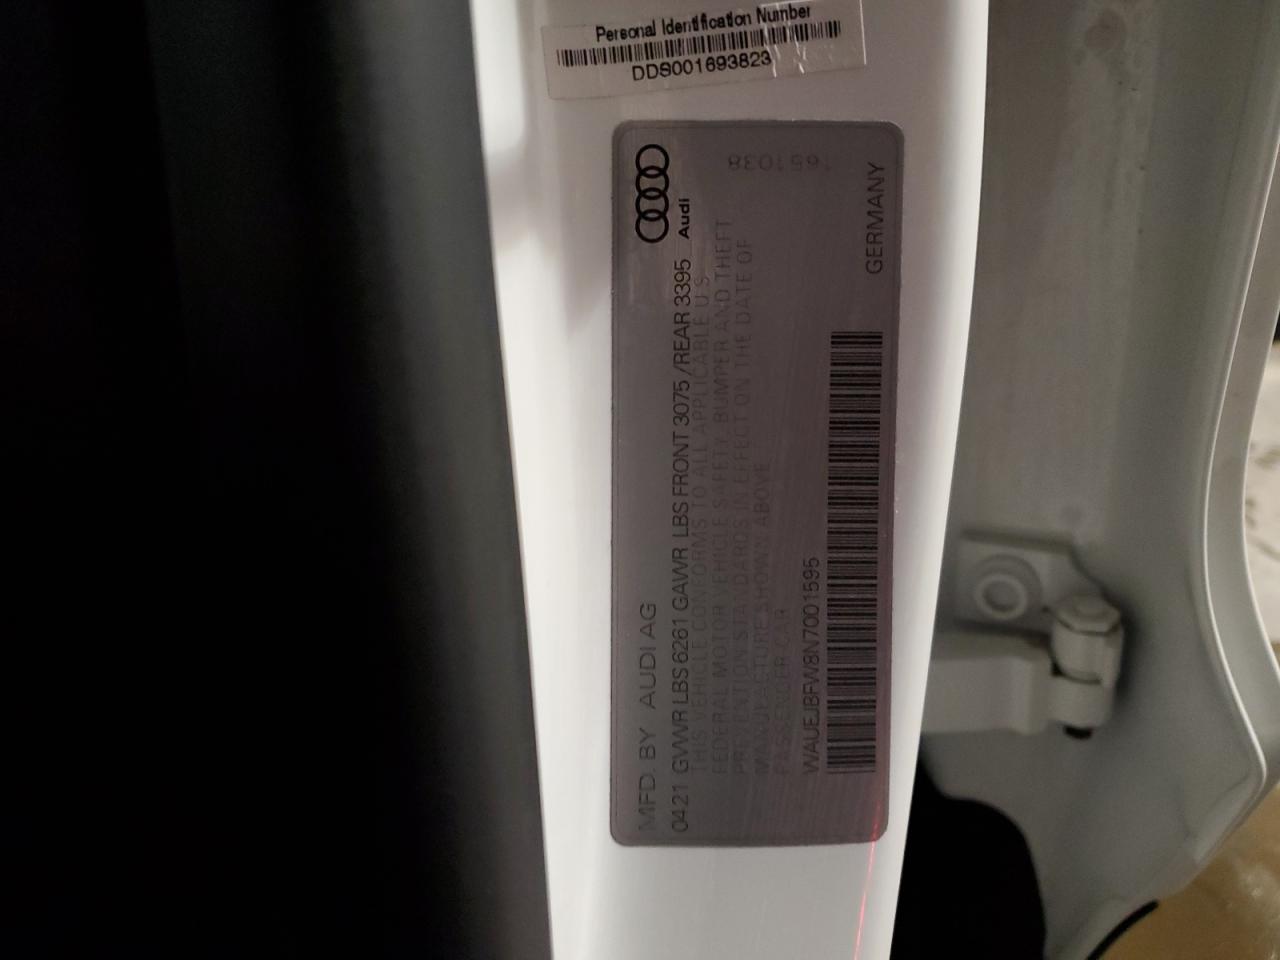 Personal Identification Number
DDS001693823
Audi
1651038
MFD. BY AUDI AG
0421 GVWR LBS 6261 GAWR LBS FRONT 3075 / REAR 3395
THIS VEHICLE CONFORMS TO ALL APPLICABLE U.S.
FEDERAL MOTOR VEHICLE SAFETY, BUMPER AND THEFT
PREVENTION STANDARDS IN EFFECT ON THE DATE OF
MANUFACTURE SHOWN ABOVE
PASSENGER CAR
WAUEJBFW8N7001595
GERMANY